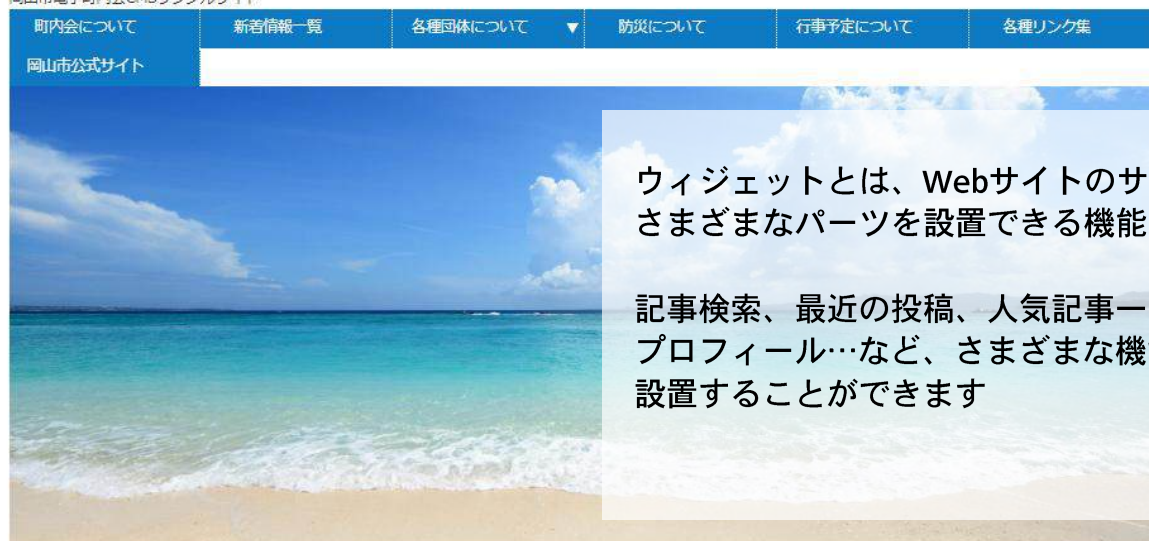 町内会について 新着情報一覧 各種団体について ▼ 防災について 行事予定について 各種リンク集
岡山市公式サイト
ウィジェットとは、Webサイトのサ
さまざまなパーツを設置できる機能
記事検索、最近の投稿、人気記事一
プロフィール…など、さまざまな機
設置することができます